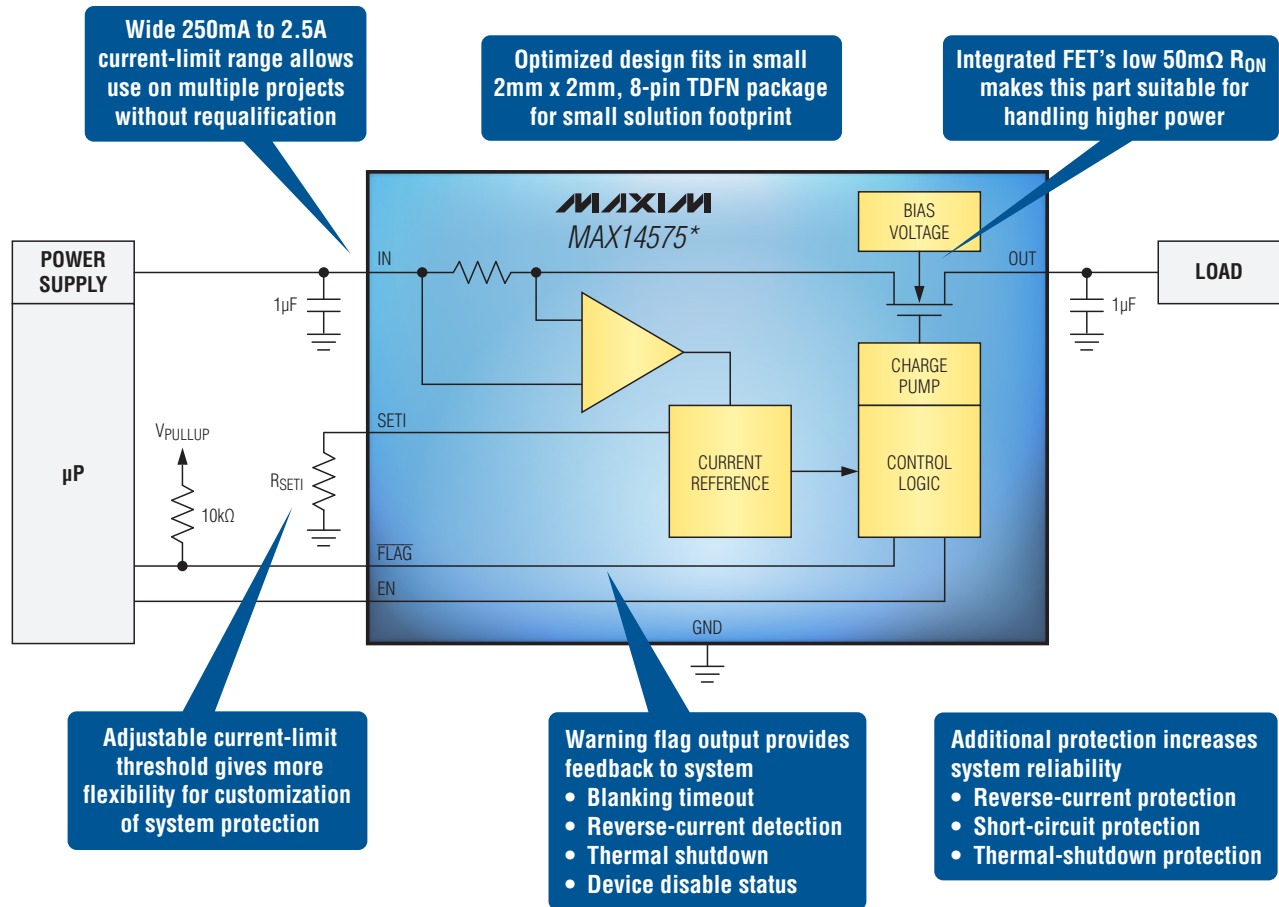 Wide 250mA to 2.5A
current-limit range allows
use on multiple projects
without requalification
Optimized design fits in small
2mm x 2mm, 8-pin TDFN package
for small solution footprint
Integrated FET's low 50mΩ RON
makes this part suitable for
handling higher power
MAXIM
MAX14575*
BIAS
VOLTAGE
POWER
SUPPLY
IN
OUT
LOAD
1µF
1µF
CHARGE
PUMP
SETI
VPULLUP
µP
RSETI
10kΩ
CURRENT
REFERENCE
CONTROL
LOGIC
FLAG
EN
GND
Adjustable current-limit
threshold gives more
flexibility for customization
of system protection
Warning flag output provides
feedback to system
• Blanking timeout
• Reverse-current detection
• Thermal shutdown
• Device disable status
Additional protection increases
system reliability
• Reverse-current protection
• Short-circuit protection
• Thermal-shutdown protection